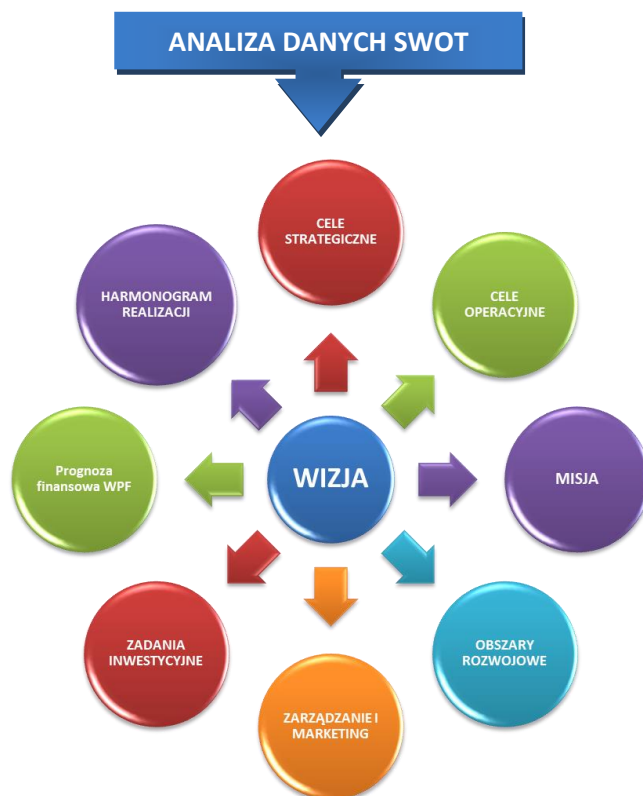 ANALIZA DANYCH SWOT
CELE
STRATEGICZNE
HARMONOGRAM
REALIZACJI
CELE
OPERACYJNE
Prognoza
finansowa WPF
WIZJA
MISJA
ZADANIA
INWESTYCYJNE
OBSZARY
ROZWOJOWE
ZARZĄDZANIE I
MARKETING